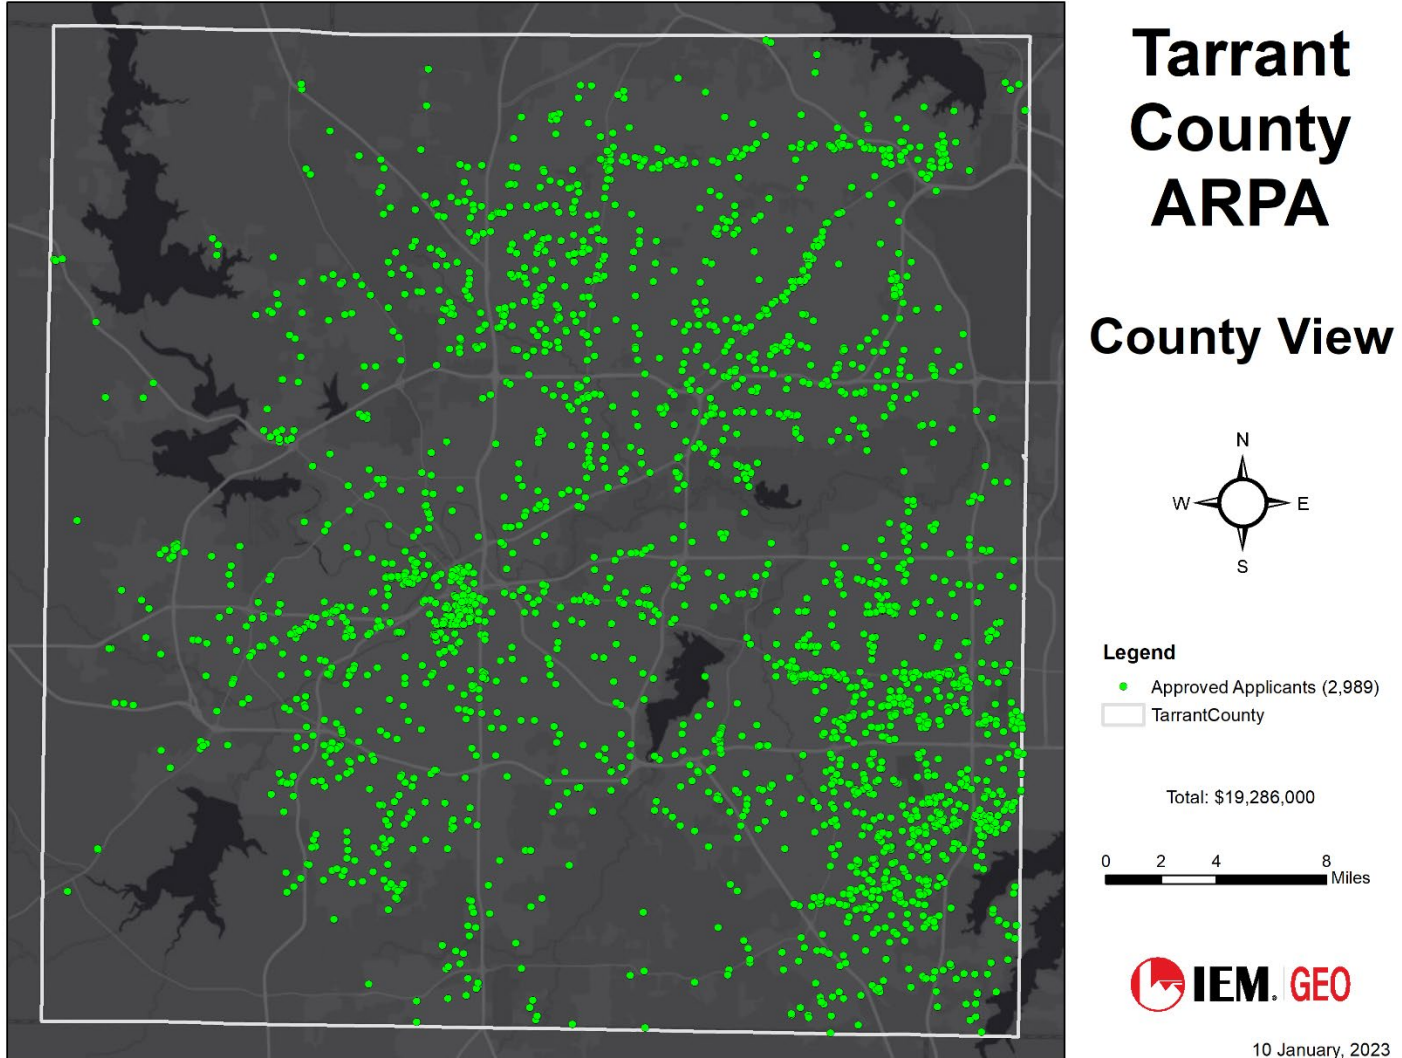 Tarrant
County
ARPA
County View
N
W E
S
Legend
Approved Applicants (2,989)
TarrantCounty
Total: $19,286,000
0 2 4 8
Miles
IEM. GEO
10 January, 2023